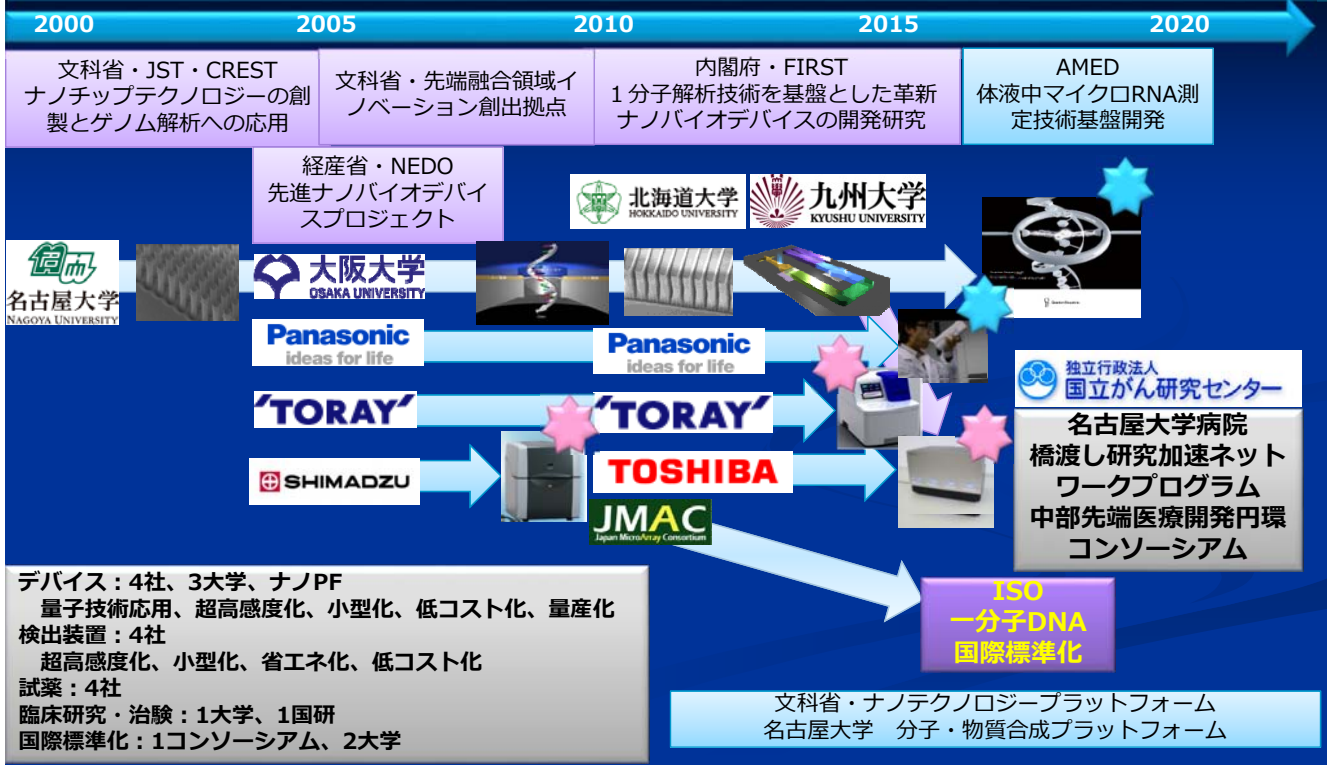 2000 2005 2010 2015 2020
文科省・JST・CREST
ナノチップテクノロジーの創
製とゲノム解析への応用
文科省・先端融合領域イ
ノベーション創出拠点
内閣府・FIRST
１分子解析技術を基盤とした革新
ナノバイオデバイスの開発研究
AMED
体液中マイクロRNA測
定技術基盤開発
経産省・NEDO
先進ナノバイオデバイ
スプロジェクト
北海道大学
HOKKAIDO UNIVERSITY
九州大学
KYUSHU UNIVERSITY
名古屋大学
NAGOYA UNIVERSITY
大阪大学
OSAKA UNIVERSITY
Panasonic
ideas for life
Panasonic
ideas for life
'TORAY'
'TORAY'
SHIMADZU
TOSHIBA
JMAC
Japan MicroArray Consortium
独立行政法人
国立がん研究センター
名古屋大学病院
橋渡し研究加速ネット
ワークプログラム
中部先端医療開発円環
コンソーシアム
デバイス：4社、3大学、ナノPF
量子技術応用、超高感度化、小型化、低コスト化、量産化
検出装置：4社
超高感度化、小型化、省エネ化、低コスト化
試薬：4社
臨床研究・治験：1大学、1国研
国際標準化：1コンソーシアム、2大学
ISO
一分子DNA
国際標準化
文科省・ナノテクノロジープラットフォーム
名古屋大学　分子・物質合成プラットフォーム